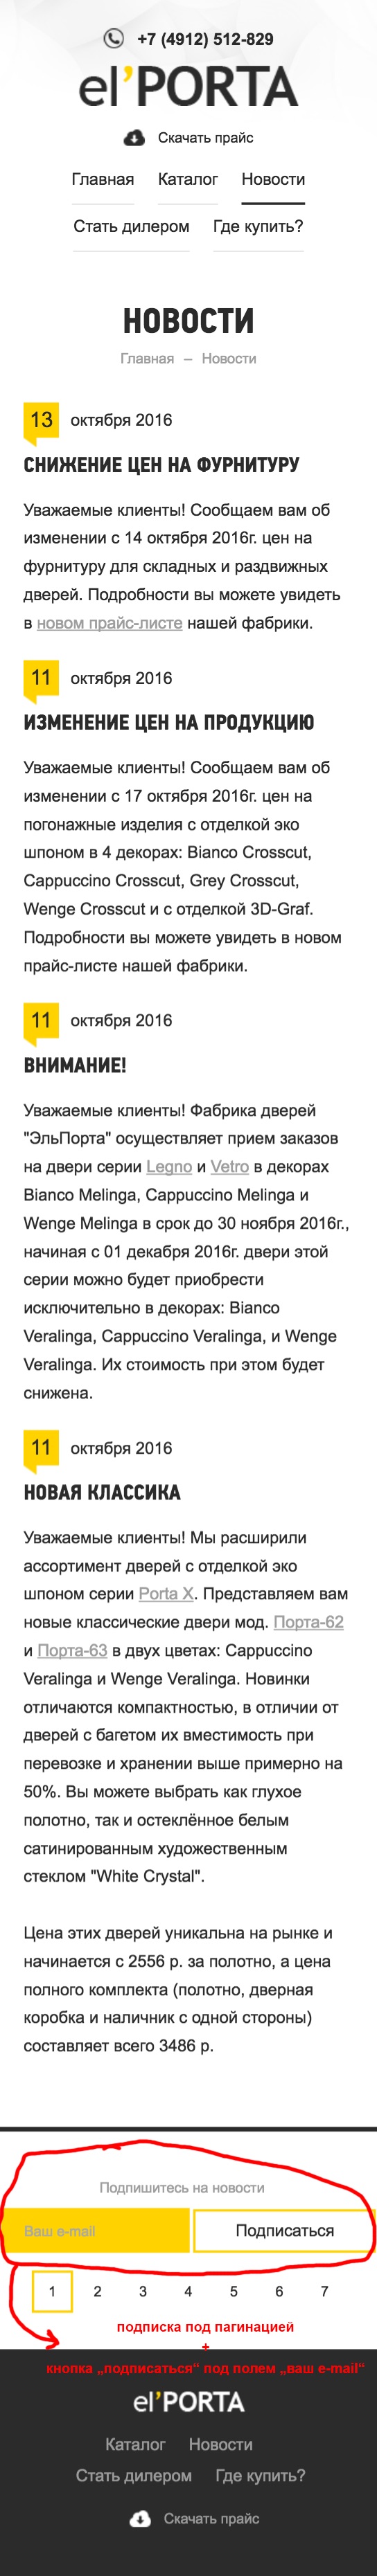 +7 (4912) 512-829
el'PORTA
Скачать прайс
Главная Каталог Новости
Стать дилером Где купить?
НОВОСТИ
Главная – Новости
13 октября 2016
СНИЖЕНИЕ ЦЕН НА ФУРНИТУРУ
Уважаемые клиенты! Сообщаем вам об
изменении с 14 октября 2016г. цен на
фурнитуру для складных и раздвижных
дверей. Подробности вы можете увидеть
в новом прайс-листе нашей фабрики.
11 октября 2016
ИЗМЕНЕНИЕ ЦЕН НА ПРОДУКЦИЮ
Уважаемые клиенты! Сообщаем вам об
изменении с 17 октября 2016г. цен на
погонажные изделия с отделкой эко
шпоном в 4 декорах: Bianco Crosscut,
Cappuccino Crosscut, Grey Crosscut,
Wenge Crosscut и с отделкой 3D-Graf.
Подробности вы можете увидеть в новом
прайс-листе нашей фабрики.
11 октября 2016
ВНИМАНИЕ!
Уважаемые клиенты! Фабрика дверей
"ЭльПорта" осуществляет прием заказов
на двери серии Legno и Vetro в декорах
Bianco Melinga, Cappuccino Melinga и
Wenge Melinga в срок до 30 ноября 2016г.,
начиная с 01 декабря 2016г. двери этой
серии можно будет приобрести
исключительно в декорах: Bianco
Veralinga, Cappuccino Veralinga, и Wenge
Veralinga. Их стоимость при этом будет
снижена.
11 октября 2016
НОВАЯ КЛАССИКА
Уважаемые клиенты! Мы расширили
ассортимент дверей с отделкой эко
шпоном серии Porta X. Представляем вам
новые классические двери мод. Порта-62
и Порта-63 в двух цветах: Cappuccino
Veralinga и Wenge Veralinga. Новинки
отличаются компактностью, в отличии от
дверей с багетом их вместимость при
перевозке и хранении выше примерно на
50%. Вы можете выбрать как глухое
полотно, так и остеклённое белым
сатинированным художественным
стеклом "White Crystal".
Цена этих дверей уникальна на рынке и
начинается с 2556 р. за полотно, а цена
полного комплекта (полотно, дверная
коробка и наличник с одной стороны)
составляет всего 3486 р.
Подпишитесь на новости
Ваш e-mail Подписаться
1 2 3 4 5 6 7
подписка под пагинацией
+
кнопка „подписаться“ под полем „ваш e-mail“
el'PORTA
Каталог Новости
Стать дилером Где купить?
Скачать прайс